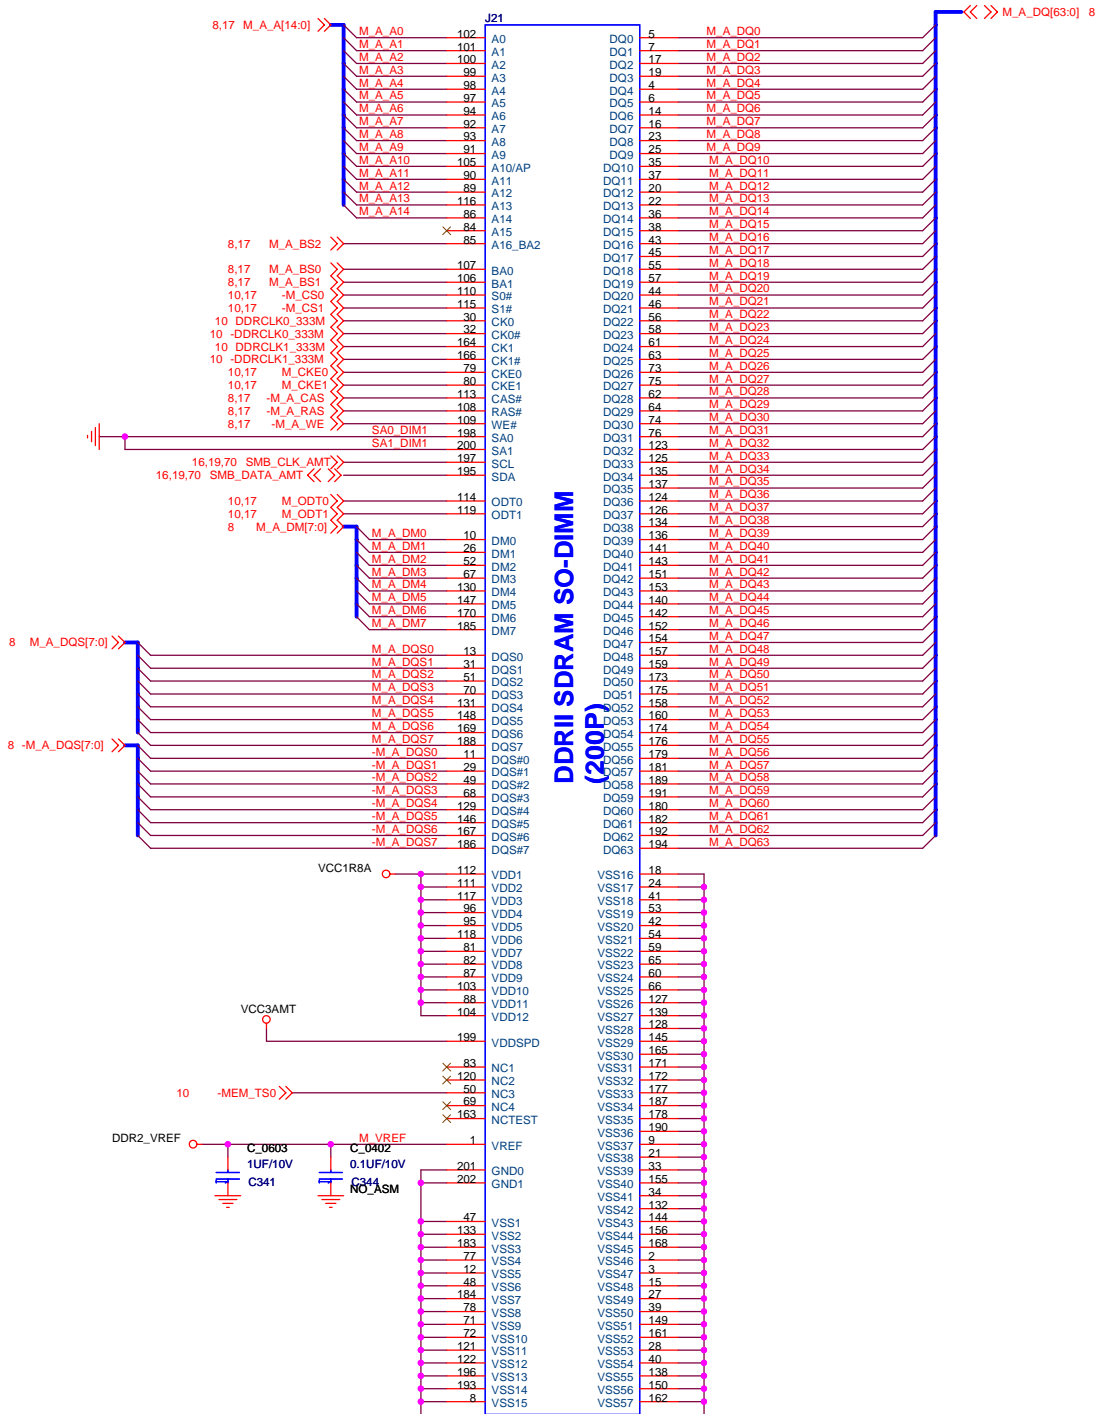 J21
8,17 M_A_A[14:0]
M_A_A0 102 A0
M_A_A1 101 A1
M_A_A2 100 A2
M_A_A3 99 A3
M_A_A4 98 A4
M_A_A5 97 A5
M_A_A6 94 A6
M_A_A7 92 A7
M_A_A8 93 A8
M_A_A9 91 A9
M_A_A10 105 A10/AP
M_A_A11 90 A11
M_A_A12 89 A12
M_A_A13 116 A13
M_A_A14 86 A14
84 A15
8,17 M_A_BS2 85 A16_BA2
8,17 M_A_BS0 107 BA0
8,17 M_A_BS1 106 BA1
10,17 -M_CS0 110 S0#
10,17 -M_CS1 115 S1#
10 DDRCLK0_333M 30 CK0
10 -DDRCLK0_333M 32 CK0#
10 DDRCLK1_333M 164 CK1
10 -DDRCLK1_333M 166 CK1#
10,17 M_CKE0 79 CKE0
10,17 M_CKE1 80 CKE1
8,17 -M_A_CAS 113 CAS#
8,17 -M_A_RAS 108 RAS#
8,17 -M_A_WE 109 WE#
SA0_DIM1 198 SA0
SA1_DIM1 200 SA1
16,19,70 SMB_CLK_AMT 197 SCL
16,19,70 SMB_DATA_AMT 195 SDA
10,17 M_ODT0 114 ODT0
10,17 M_ODT1 119 ODT1
8 M_A_DM[7:0]
M_A_DM0 10 DM0
M_A_DM1 26 DM1
M_A_DM2 52 DM2
M_A_DM3 67 DM3
M_A_DM4 130 DM4
M_A_DM5 147 DM5
M_A_DM6 170 DM6
M_A_DM7 185 DM7
8 M_A_DQS[7:0]
M_A_DQS0 13 DQS0
M_A_DQS1 31 DQS1
M_A_DQS2 51 DQS2
M_A_DQS3 70 DQS3
M_A_DQS4 131 DQS4
M_A_DQS5 148 DQS5
M_A_DQS6 169 DQS6
M_A_DQS7 188 DQS7
8 -M_A_DQS[7:0]
-M_A_DQS0 11 DQS#0
-M_A_DQS1 29 DQS#1
-M_A_DQS2 49 DQS#2
-M_A_DQS3 68 DQS#3
-M_A_DQS4 129 DQS#4
-M_A_DQS5 146 DQS#5
-M_A_DQS6 167 DQS#6
-M_A_DQS7 186 DQS#7
VCC1R8A
112 VDD1
111 VDD2
117 VDD3
96 VDD4
95 VDD5
118 VDD6
81 VDD7
82 VDD8
87 VDD9
103 VDD10
88 VDD11
104 VDD12
VCC3AMT
199 VDDSPD
83 NC1
120 NC2
10 -MEM_TS0 50 NC3
69 NC4
163 NCTEST
DDR2_VREF M_VREF 1 VREF
C_0603
1UF/10V
C341
C_0402
0.1UF/10V
C344
NO_ASM
201 GND0
202 GND1
47 VSS1
133 VSS2
183 VSS3
77 VSS4
12 VSS5
48 VSS6
184 VSS7
78 VSS8
71 VSS9
72 VSS10
121 VSS11
122 VSS12
196 VSS13
193 VSS14
8 VSS15
DDRII SDRAM SO-DIMM
(200P)
M_A_DQ[63:0] 8
DQ0 5 M_A_DQ0
DQ1 7 M_A_DQ1
DQ2 17 M_A_DQ2
DQ3 19 M_A_DQ3
DQ4 4 M_A_DQ4
DQ5 6 M_A_DQ5
DQ6 14 M_A_DQ6
DQ7 16 M_A_DQ7
DQ8 23 M_A_DQ8
DQ9 25 M_A_DQ9
DQ10 35 M_A_DQ10
DQ11 37 M_A_DQ11
DQ12 20 M_A_DQ12
DQ13 22 M_A_DQ13
DQ14 36 M_A_DQ14
DQ15 38 M_A_DQ15
DQ16 43 M_A_DQ16
DQ17 45 M_A_DQ17
DQ18 55 M_A_DQ18
DQ19 57 M_A_DQ19
DQ20 44 M_A_DQ20
DQ21 46 M_A_DQ21
DQ22 56 M_A_DQ22
DQ23 58 M_A_DQ23
DQ24 61 M_A_DQ24
DQ25 63 M_A_DQ25
DQ26 73 M_A_DQ26
DQ27 75 M_A_DQ27
DQ28 62 M_A_DQ28
DQ29 64 M_A_DQ29
DQ30 74 M_A_DQ30
DQ31 76 M_A_DQ31
DQ32 123 M_A_DQ32
DQ33 125 M_A_DQ33
DQ34 135 M_A_DQ34
DQ35 137 M_A_DQ35
DQ36 124 M_A_DQ36
DQ37 126 M_A_DQ37
DQ38 134 M_A_DQ38
DQ39 136 M_A_DQ39
DQ40 141 M_A_DQ40
DQ41 143 M_A_DQ41
DQ42 151 M_A_DQ42
DQ43 153 M_A_DQ43
DQ44 140 M_A_DQ44
DQ45 142 M_A_DQ45
DQ46 152 M_A_DQ46
DQ47 154 M_A_DQ47
DQ48 157 M_A_DQ48
DQ49 159 M_A_DQ49
DQ50 173 M_A_DQ50
DQ51 175 M_A_DQ51
DQ52 158 M_A_DQ52
DQ53 160 M_A_DQ53
DQ54 174 M_A_DQ54
DQ55 176 M_A_DQ55
DQ56 179 M_A_DQ56
DQ57 181 M_A_DQ57
DQ58 189 M_A_DQ58
DQ59 191 M_A_DQ59
DQ60 180 M_A_DQ60
DQ61 182 M_A_DQ61
DQ62 192 M_A_DQ62
DQ63 194 M_A_DQ63
VSS16 18
VSS17 24
VSS18 41
VSS19 53
VSS20 42
VSS21 54
VSS22 59
VSS23 65
VSS24 60
VSS25 66
VSS26 127
VSS27 139
VSS28 128
VSS29 145
VSS30 165
VSS31 171
VSS32 172
VSS33 177
VSS34 187
VSS35 178
VSS36 190
VSS37 9
VSS38 21
VSS39 33
VSS40 155
VSS41 34
VSS42 132
VSS43 144
VSS44 156
VSS45 168
VSS46 2
VSS47 3
VSS48 15
VSS49 27
VSS50 39
VSS51 149
VSS52 161
VSS53 28
VSS54 40
VSS55 138
VSS56 150
VSS57 162